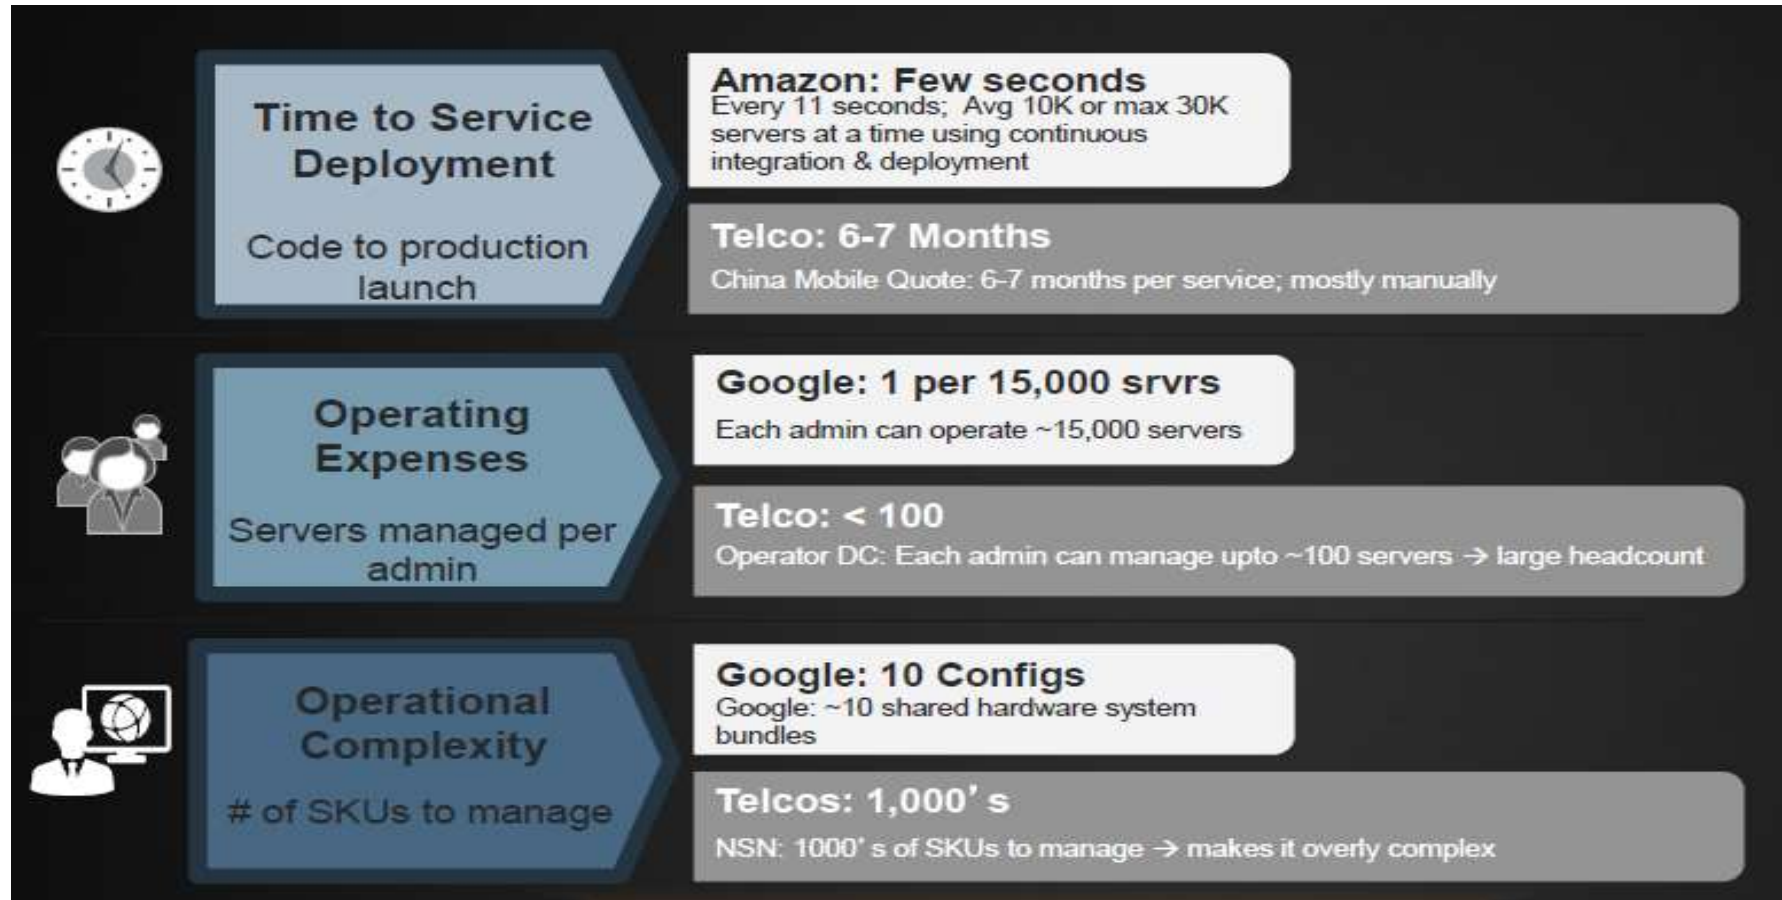 Time to Service
Deployment
Code to production
launch
Amazon: Few seconds
Every 11 seconds;  Avg 10K or max 30K
servers at a time using continuous
integration & deployment
Telco: 6-7 Months
China Mobile Quote: 6-7 months per service; mostly manually
Operating
Expenses
Servers managed per
admin
Google: 1 per 15,000 srvrs
Each admin can operate ~15,000 servers
Telco: < 100
Operator DC: Each admin can manage upto ~100 servers → large headcount
Operational
Complexity
# of SKUs to manage
Google: 10 Configs
Google: ~10 shared hardware system
bundles
Telcos: 1,000’ s
NSN: 1000’ s of SKUs to manage → makes it overly complex